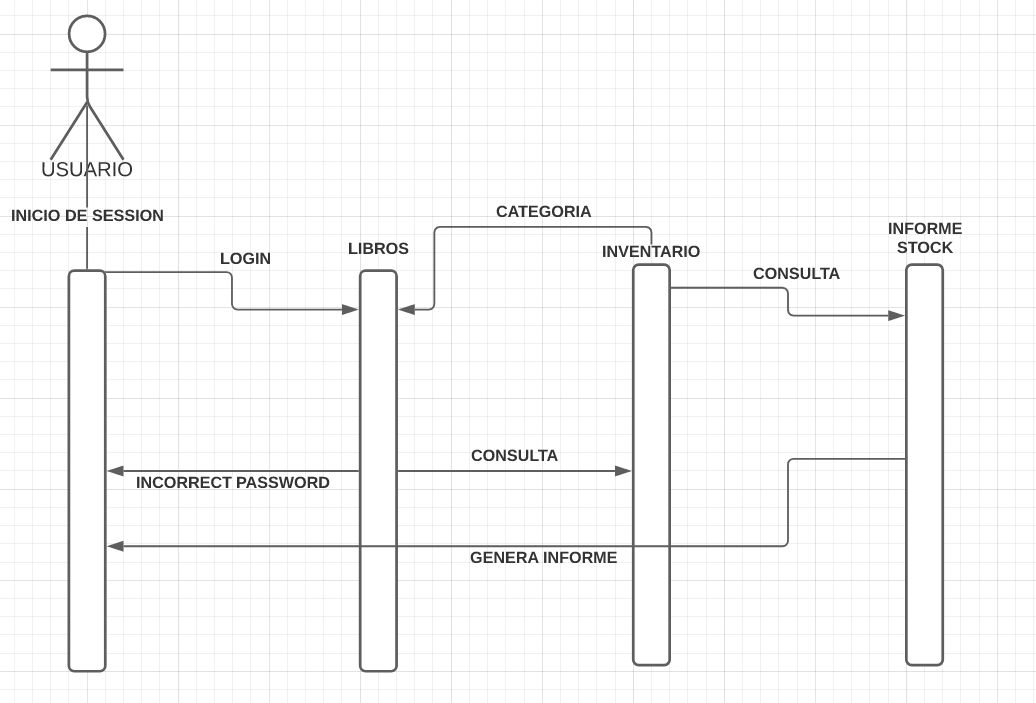 USUARIO
INICIO DE SESSION
LOGIN
LIBROS
CATEGORIA
INVENTARIO
INFORME
STOCK
CONSULTA
INCORRECT PASSWORD
CONSULTA
GENERA INFORME